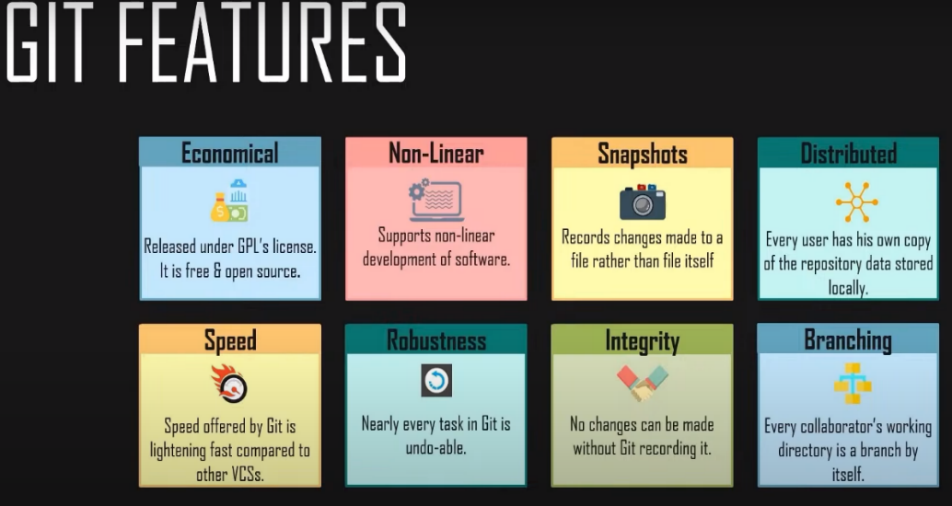 GIT FEATURES
Economical
Released under GPL's license.
It is free & open source.
Non-Linear
Supports non-linear
development of software.
Snapshots
Records changes made to a
file rather than file itself
Distributed
Every user has his own copy
of the repository data stored
locally.
Speed
Speed offered by Git is
lightening fast compared to
other VCSs.
Robustness
Nearly every task in Git is
undo-able.
Integrity
No changes can be made
without Git recording it.
Branching
Every collaborator's working
directory is a branch by
itself.